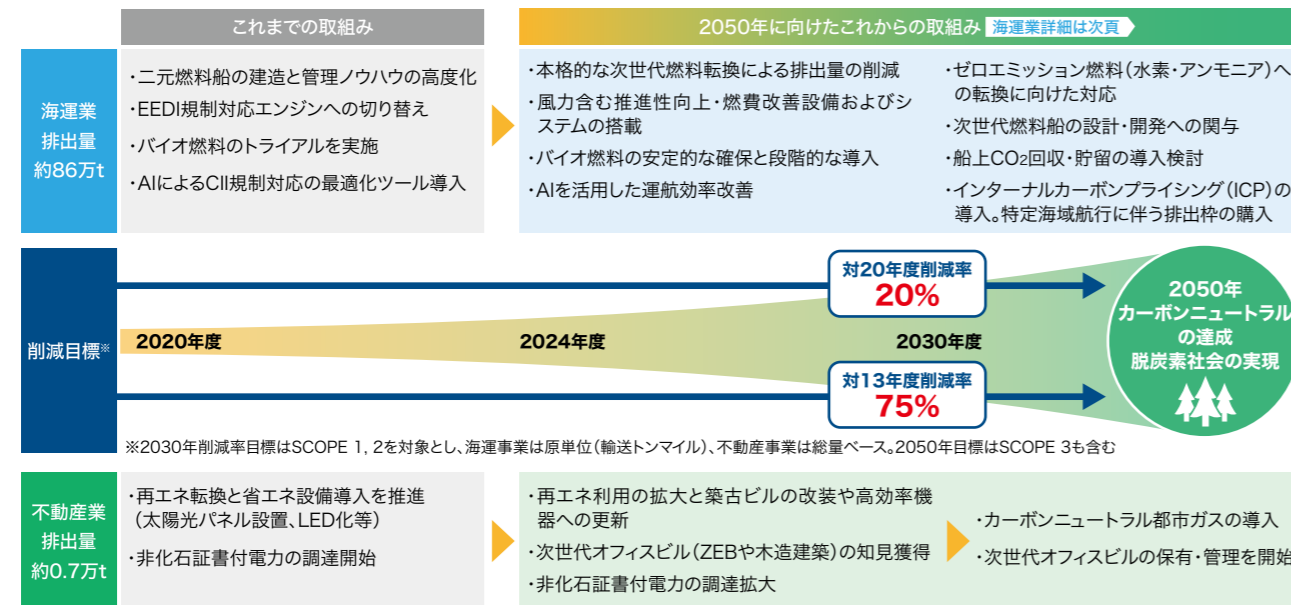 これまでの取組み
2050年に向けたこれからの取組み 海運業詳細は次頁
海運業
排出量
約86万t
・二元燃料船の建造と管理ノウハウの高度化
・EEDI規制対応エンジンへの切り替え
・バイオ燃料のトライアルを実施
・AIによるCII規制対応の最適化ツール導入
・本格的な次世代燃料転換による排出量の削減
・風力含む推進性向上・燃費改善設備およびシ
ステムの搭載
・バイオ燃料の安定的な確保と段階的な導入
・AIを活用した運航効率改善
・ゼロエミッション燃料（水素・アンモニア）へ
の転換に向けた対応
・次世代燃料船の設計・開発への関与
・船上CO2回収・貯留の導入検討
・インターナルカーボンプライシング（ICP）の
導入。特定海域航行に伴う排出枠の購入
削減目標※
対20年度削減率
20%
2020年度
2024年度
2030年度
対13年度削減率
75%
2050年
カーボンニュートラル
の達成
脱炭素社会の実現
※2030年削減率目標はSCOPE 1, 2を対象とし、海運事業は原単位（輸送トンマイル）、不動産事業は総量ベース。2050年目標はSCOPE 3も含む
不動産業
排出量
約0.7万t
・再エネ転換と省エネ設備導入を推進
（太陽光パネル設置、LED化等）
・非化石証書付電力の調達開始
・再エネ利用の拡大と築古ビルの改装や高効率機
器への更新
・次世代オフィスビル（ZEBや木造建築）の知見獲得
・非化石証書付電力の調達拡大
・カーボンニュートラル都市ガスの導入
・次世代オフィスビルの保有・管理を開始